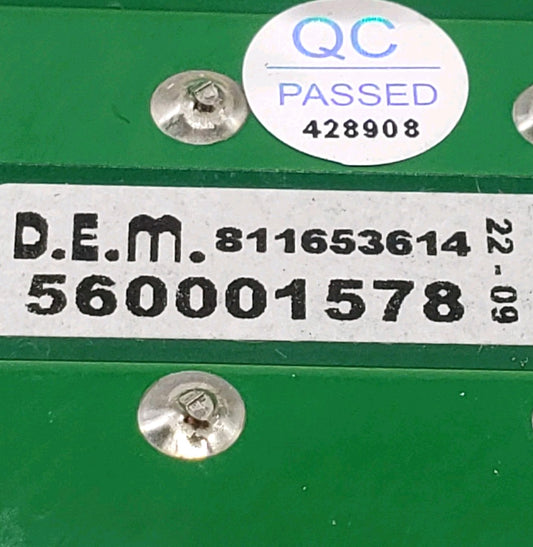 QC
PASSED
428908
D.E.M. 811653614
560001578
22-09